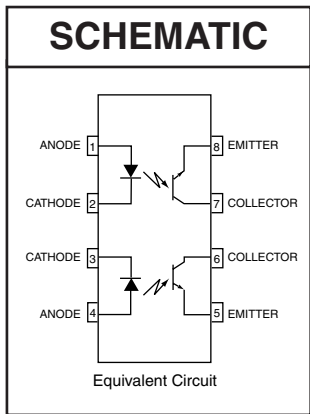 SCHEMATIC
ANODE 1 8 EMITTER
CATHODE 2 7 COLLECTOR
CATHODE 3 6 COLLECTOR
ANODE 4 5 EMITTER
Equivalent Circuit